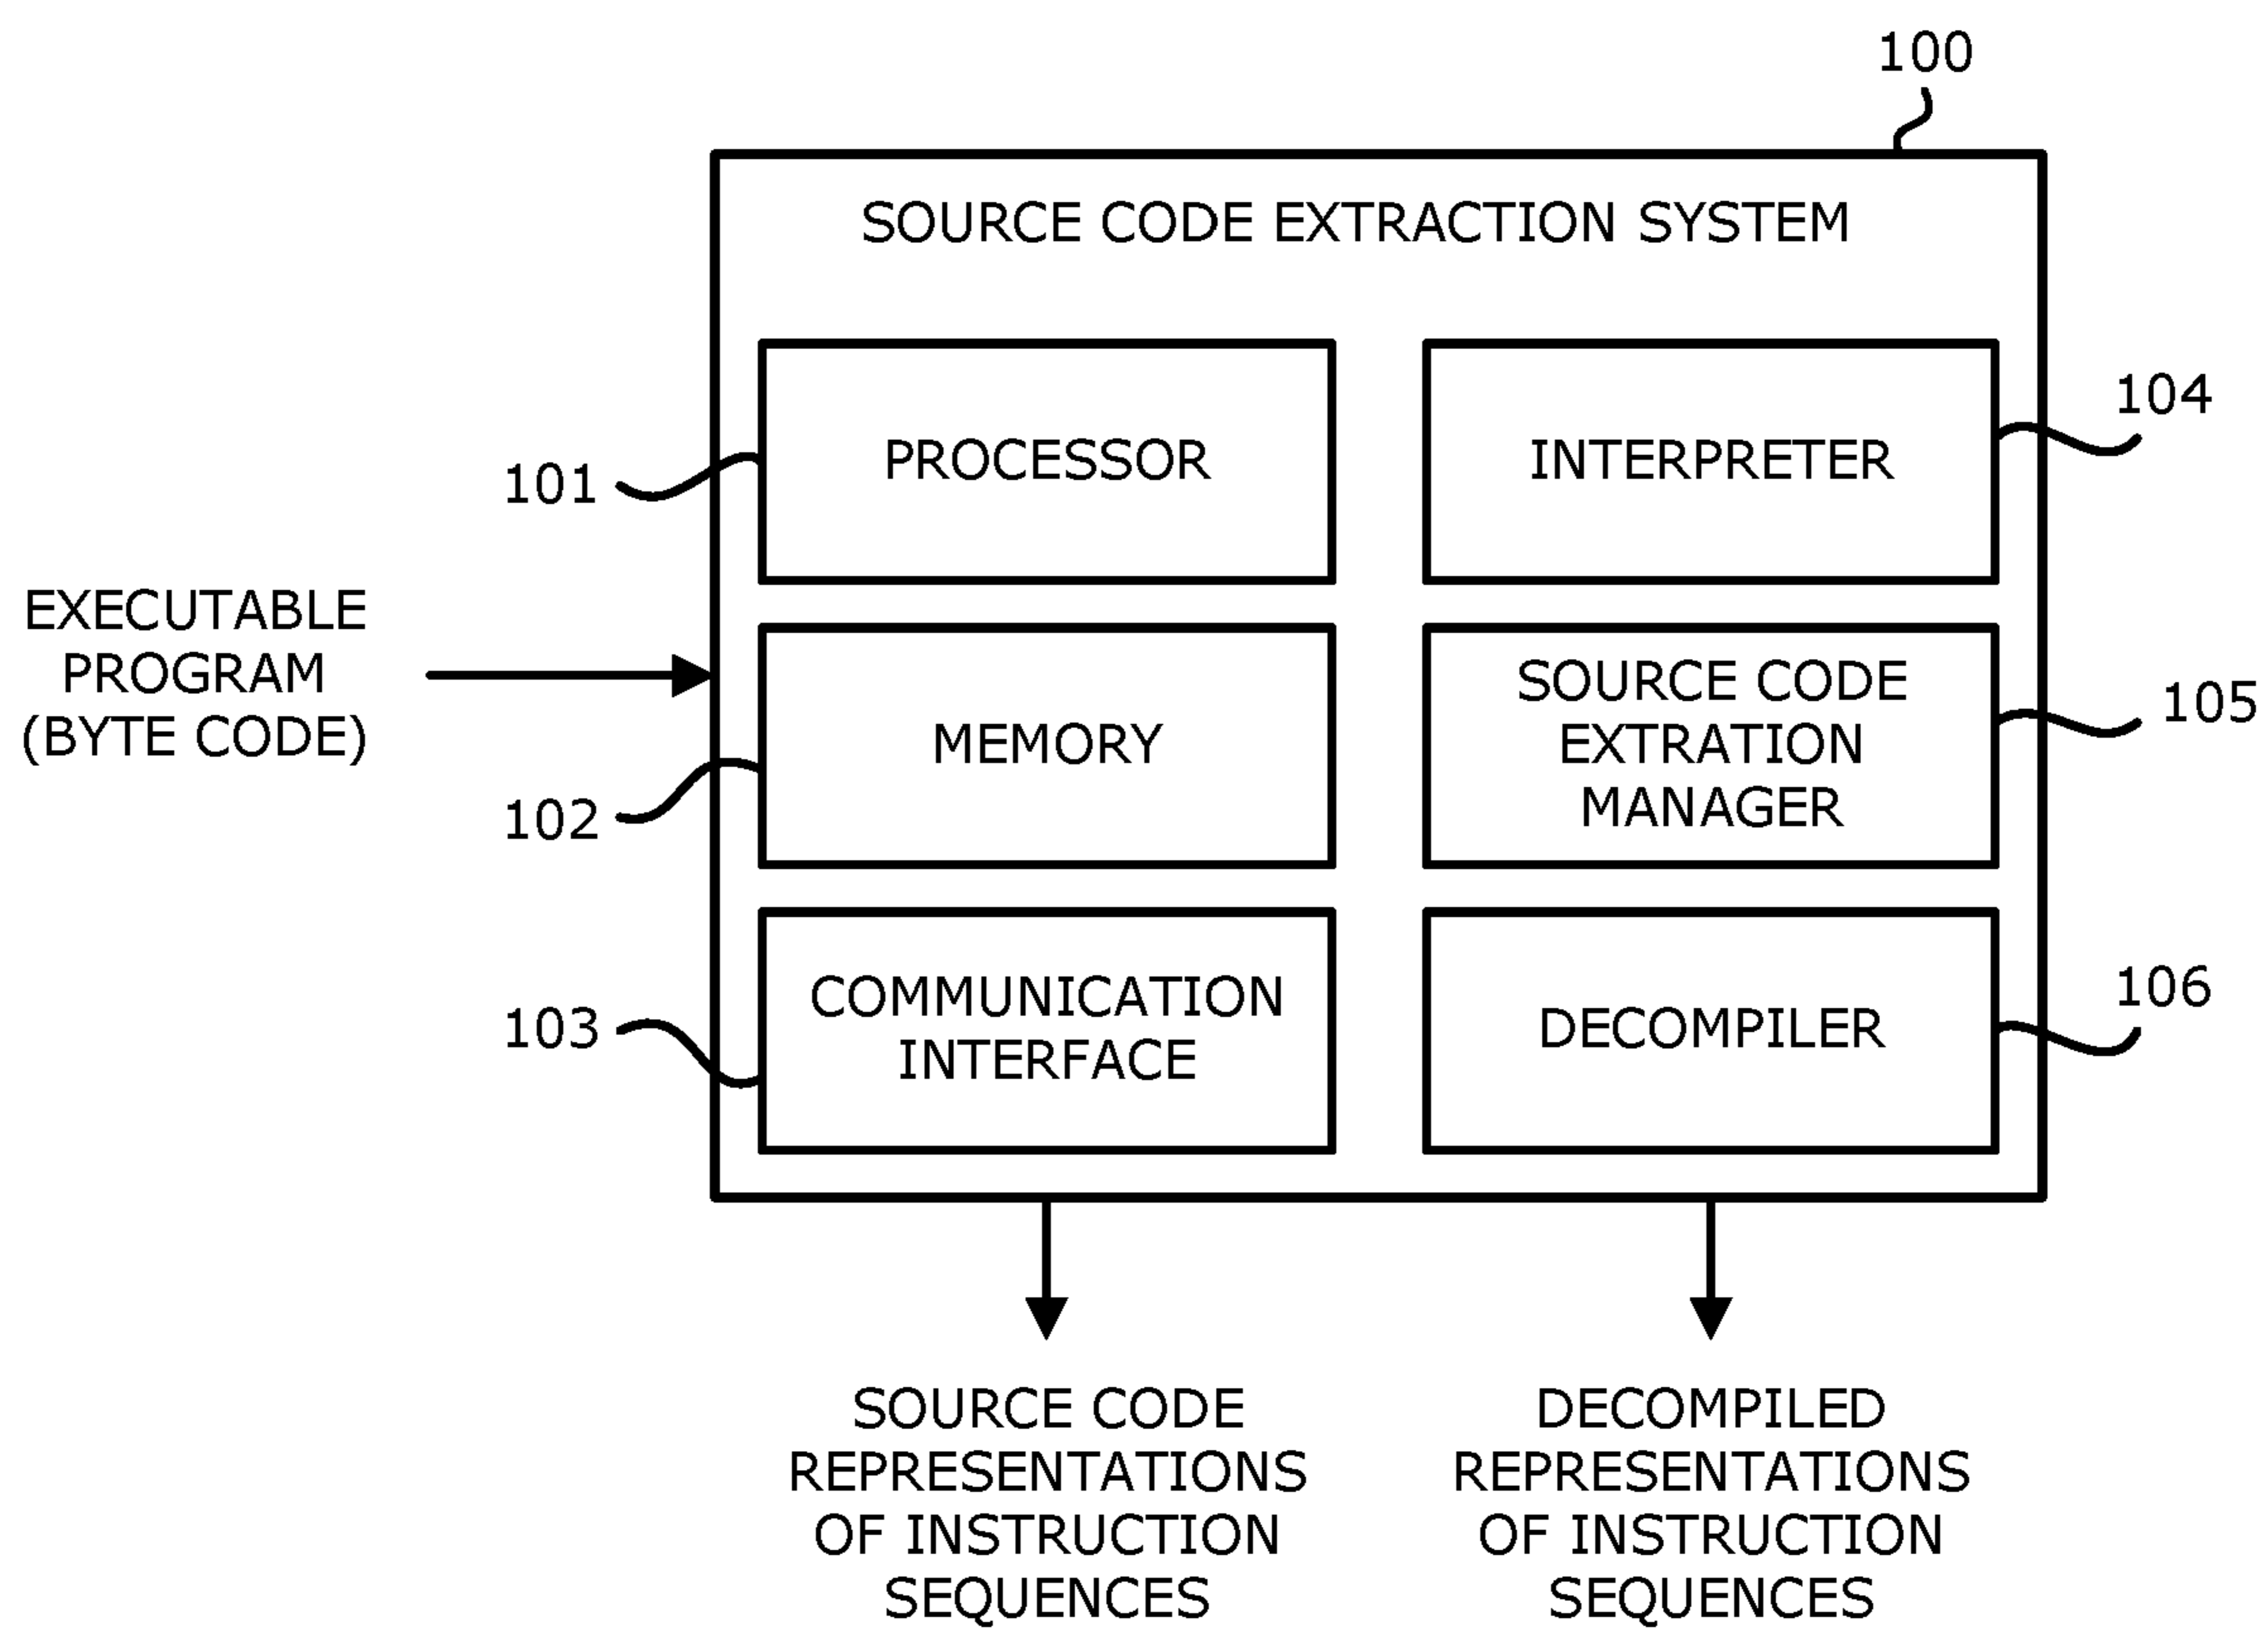 100
SOURCE CODE EXTRACTION SYSTEM
PROCESSOR
INTERPRETER
104
101
EXECUTABLE
PROGRAM
(BYTE CODE)
MEMORY
SOURCE CODE
EXTRATION
MANAGER
105
102
COMMUNICATION
INTERFACE
103
DECOMPILER
106
SOURCE CODE
REPRESENTATIONS
OF INSTRUCTION
SEQUENCES
DECOMPILED
REPRESENTATIONS
OF INSTRUCTION
SEQUENCES